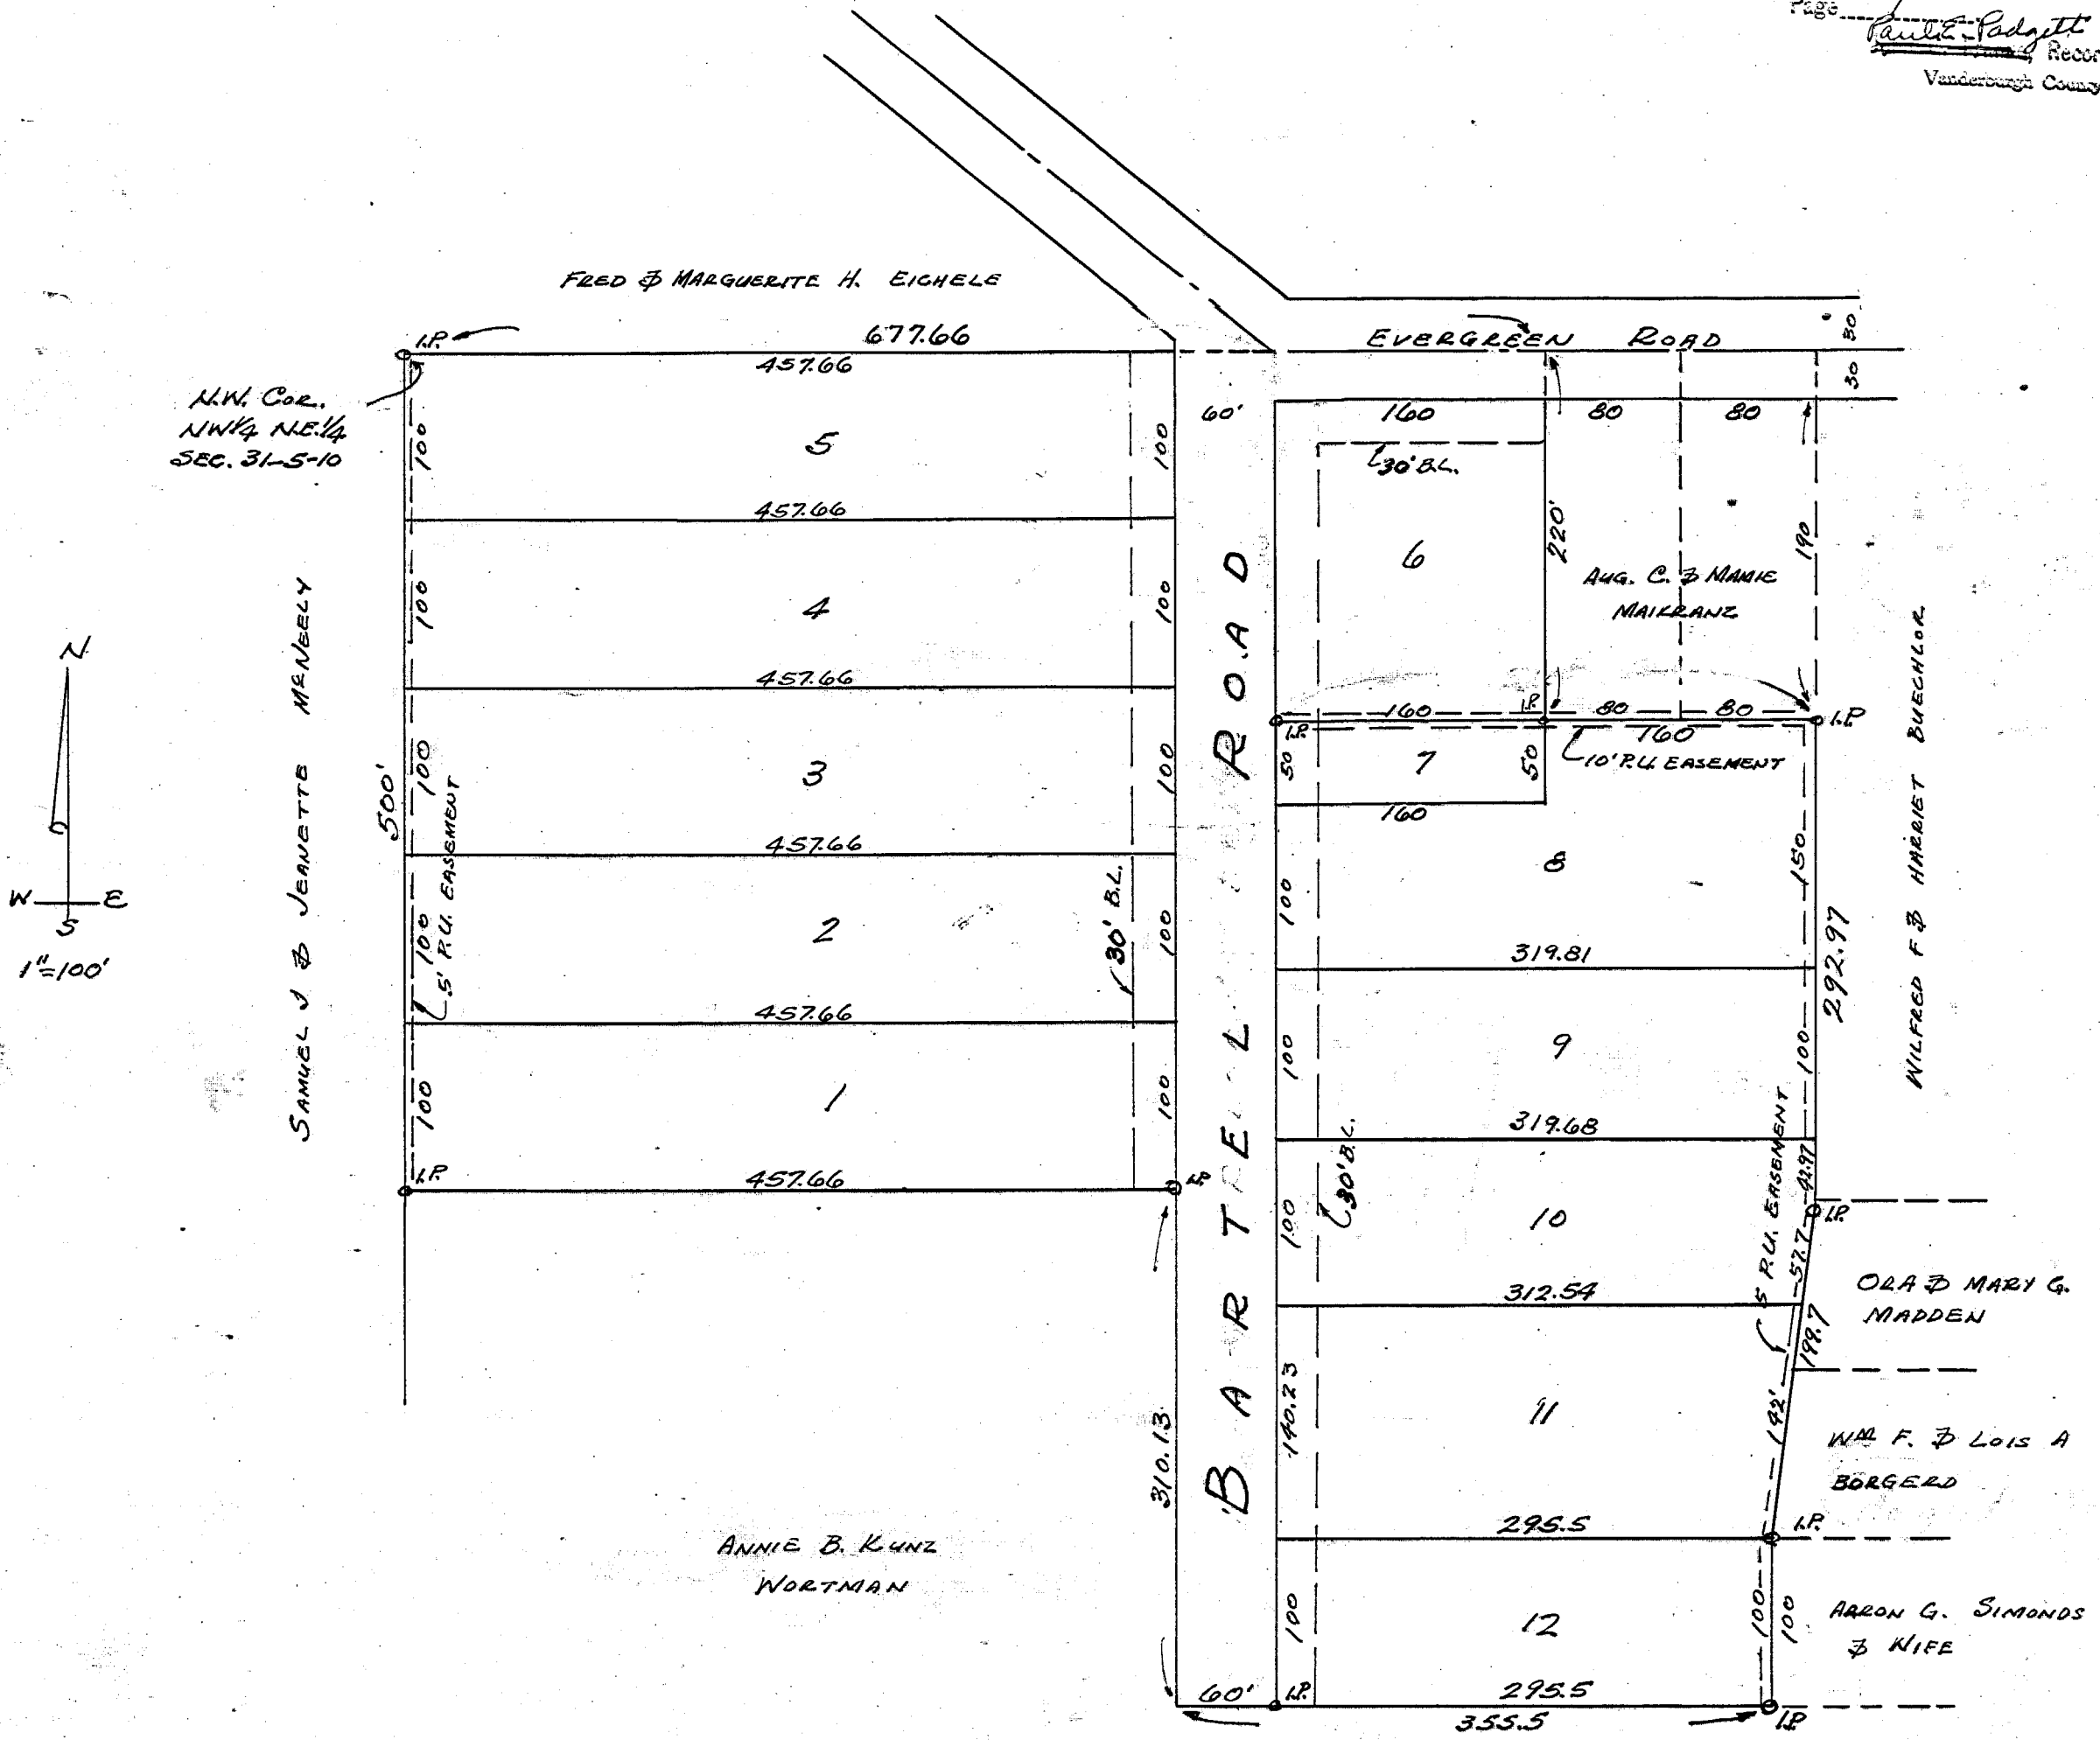 Page
Paul E. Padgett
Recor
Vanderburgh County
FRED & MARGUERITE H. EICHELE
I.P.
677.66
457.66
EVERGREEN ROAD
30
30
N.W. COR.
NW1/4 N.E.1/4
SEC. 31-5-10
60'
160
80
80
100
5
100
30' B.L.
457.66
220'
190
6
100
4
100
AUG. C. & MAMIE
MAIKRANZ
N
W E
S
1"=100'
SAMUEL J & JEANETTE McNEELY
457.66
160
I.P.
80
80
I.P.
I.P.
160
10' P.U. EASEMENT
50
7
50
160
500'
100
3
100
5' P.U. EASEMENT
457.66
8
150
WILFRED F & HARRIET BUECHLOR
100
2
100
30' B.L.
100
319.81
292.97
457.66
BARTELL ROAD
100
9
100
100
1
100
319.68
I.P.
457.66
I.P.
30' B.L.
100
10
42.97
I.P.
57.7
5' P.U. EASEMENT
312.54
ORA & MARY G.
MADDEN
199.7
310.13
140.23
11
142'
WM F. & LOIS A
BORGERD
295.5
I.P.
ANNIE B. KUNZ
WORTMAN
100
12
100
100
AARON G. SIMONDS
& WIFE
60'
I.P.
295.5
355.5
I.P.